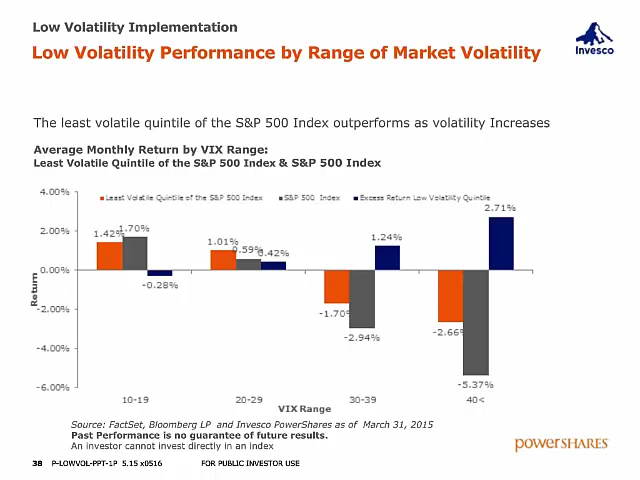 Low Volatility Implementation
Low Volatility Performance by Range of Market Volatility
Invesco
The least volatile quintile of the S&P 500 Index outperforms as volatility Increases
Average Monthly Return by VIX Range:
Least Volatile Quintile of the S&P 500 Index & S&P 500 Index
Least Volatile Quintile of the S&P 500 Index S&P 500 Index Excess Return Low Volatility Quintile
4.00%
2.00%
0.00%
-2.00%
-4.00%
-6.00%
Return
1.42%
1.70%
-0.28%
1.01%
0.59%
0.42%
-1.70%
-2.94%
1.24%
-2.66%
-5.37%
2.71%
10-19 20-29 30-39 40<
VIX Range
Source: FactSet, Bloomberg LP and Invesco PowerShares as of March 31, 2015
Past Performance is no guarantee of future results.
An investor cannot invest directly in an index
powerSHARES
38 P-LOWVOL-PPT-1P 5.15 x0516 FOR PUBLIC INVESTOR USE